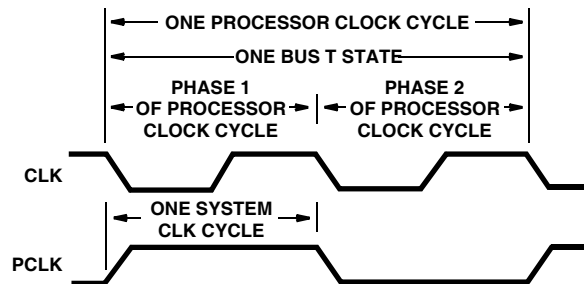 ONE PROCESSOR CLOCK CYCLE
ONE BUS T STATE
PHASE 1
OF PROCESSOR
CLOCK CYCLE
PHASE 2
OF PROCESSOR
CLOCK CYCLE
CLK
ONE SYSTEM
CLK CYCLE
PCLK